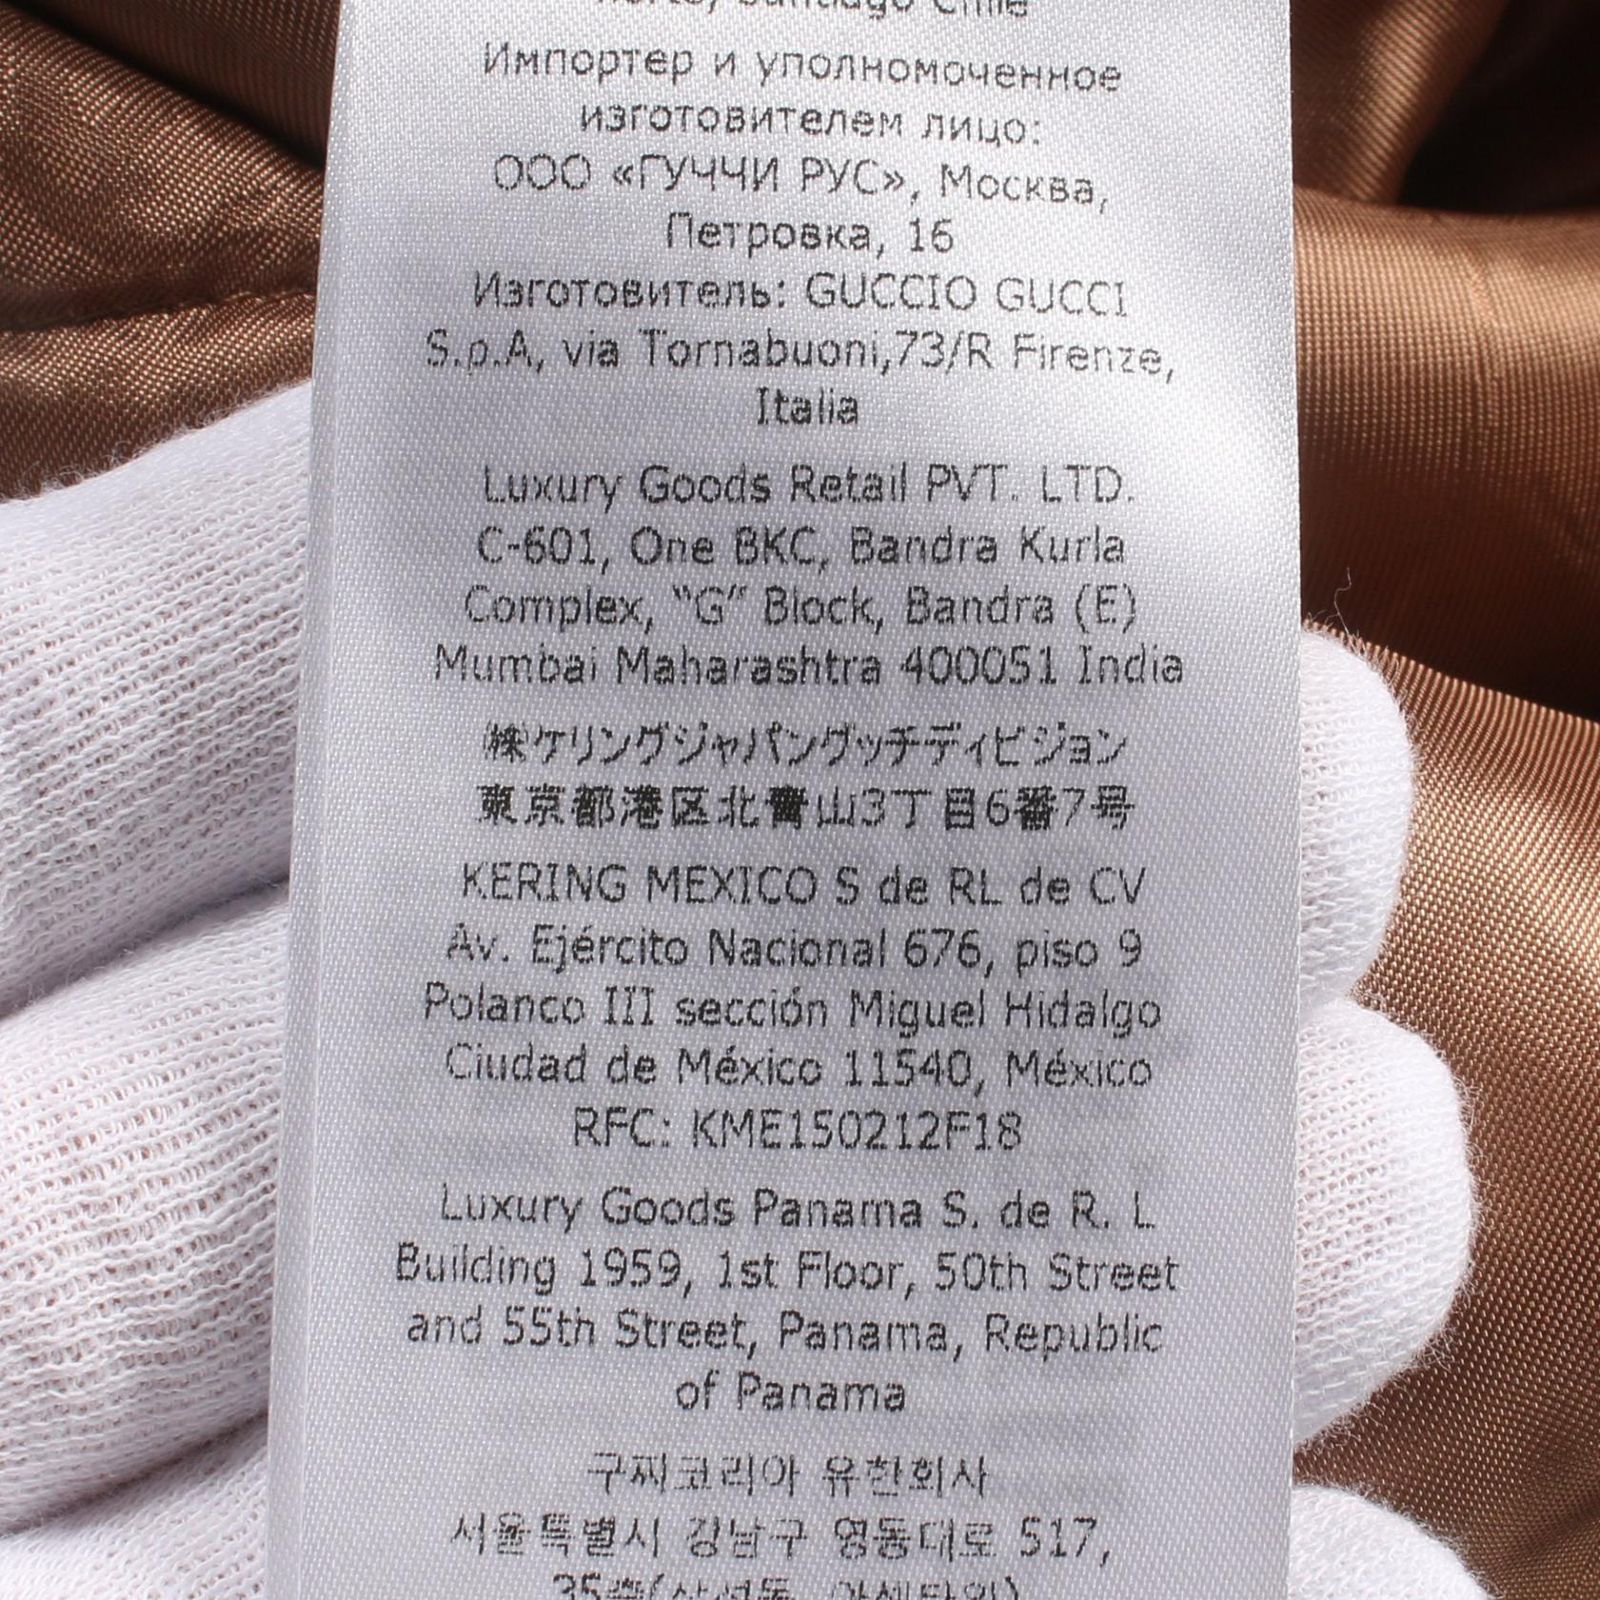 Santiago Chile
Импортер и уполномоченное
изготовителем лицо:
ООО «ГУЧЧИ РУС», Москва,
Петровка, 16
Изготовитель: GUCCIO GUCCI
S.p.A, via Tornabuoni,73/R Firenze,
Italia
Luxury Goods Retail PVT. LTD.
C-601, One BKC, Bandra Kurla
Complex, “G” Block, Bandra (E)
Mumbai Maharashtra 400051 India
㈱ケリングジャパングッチディビジョン
東京都港区北青山3丁目6番7号
KERING MEXICO S de RL de CV
Av. Ejército Nacional 676, piso 9
Polanco III sección Miguel Hidalgo
Ciudad de México 11540, México
RFC: KME150212F18
Luxury Goods Panama S. de R. L
Building 1959, 1st Floor, 50th Street
and 55th Street, Panama, Republic
of Panama
구찌코리아 유한회사
서울특별시 강남구 영동대로 517,